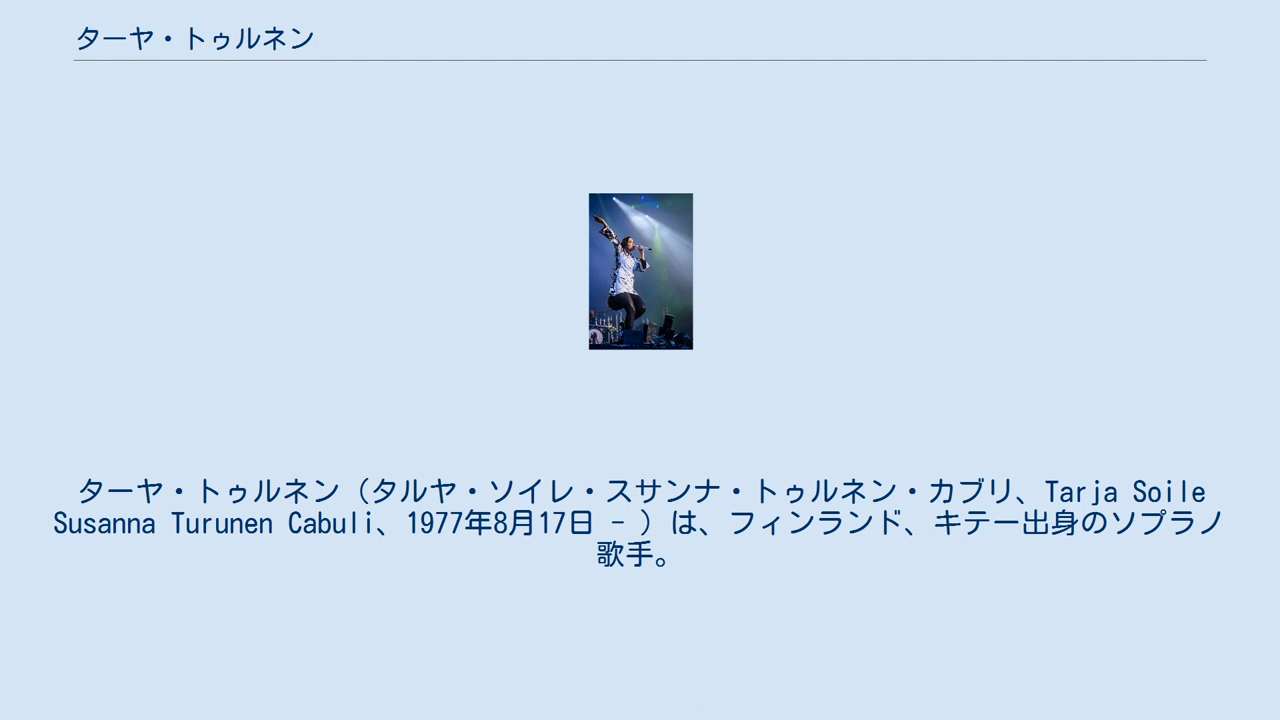 ターヤ・トゥルネン
ターヤ・トゥルネン（タルヤ・ソイレ・スサンナ・トゥルネン・カブリ、Tarja Soile
Susanna Turunen Cabuli、1977年8月17日 - ）は、フィンランド、キテー出身のソプラノ
歌手。